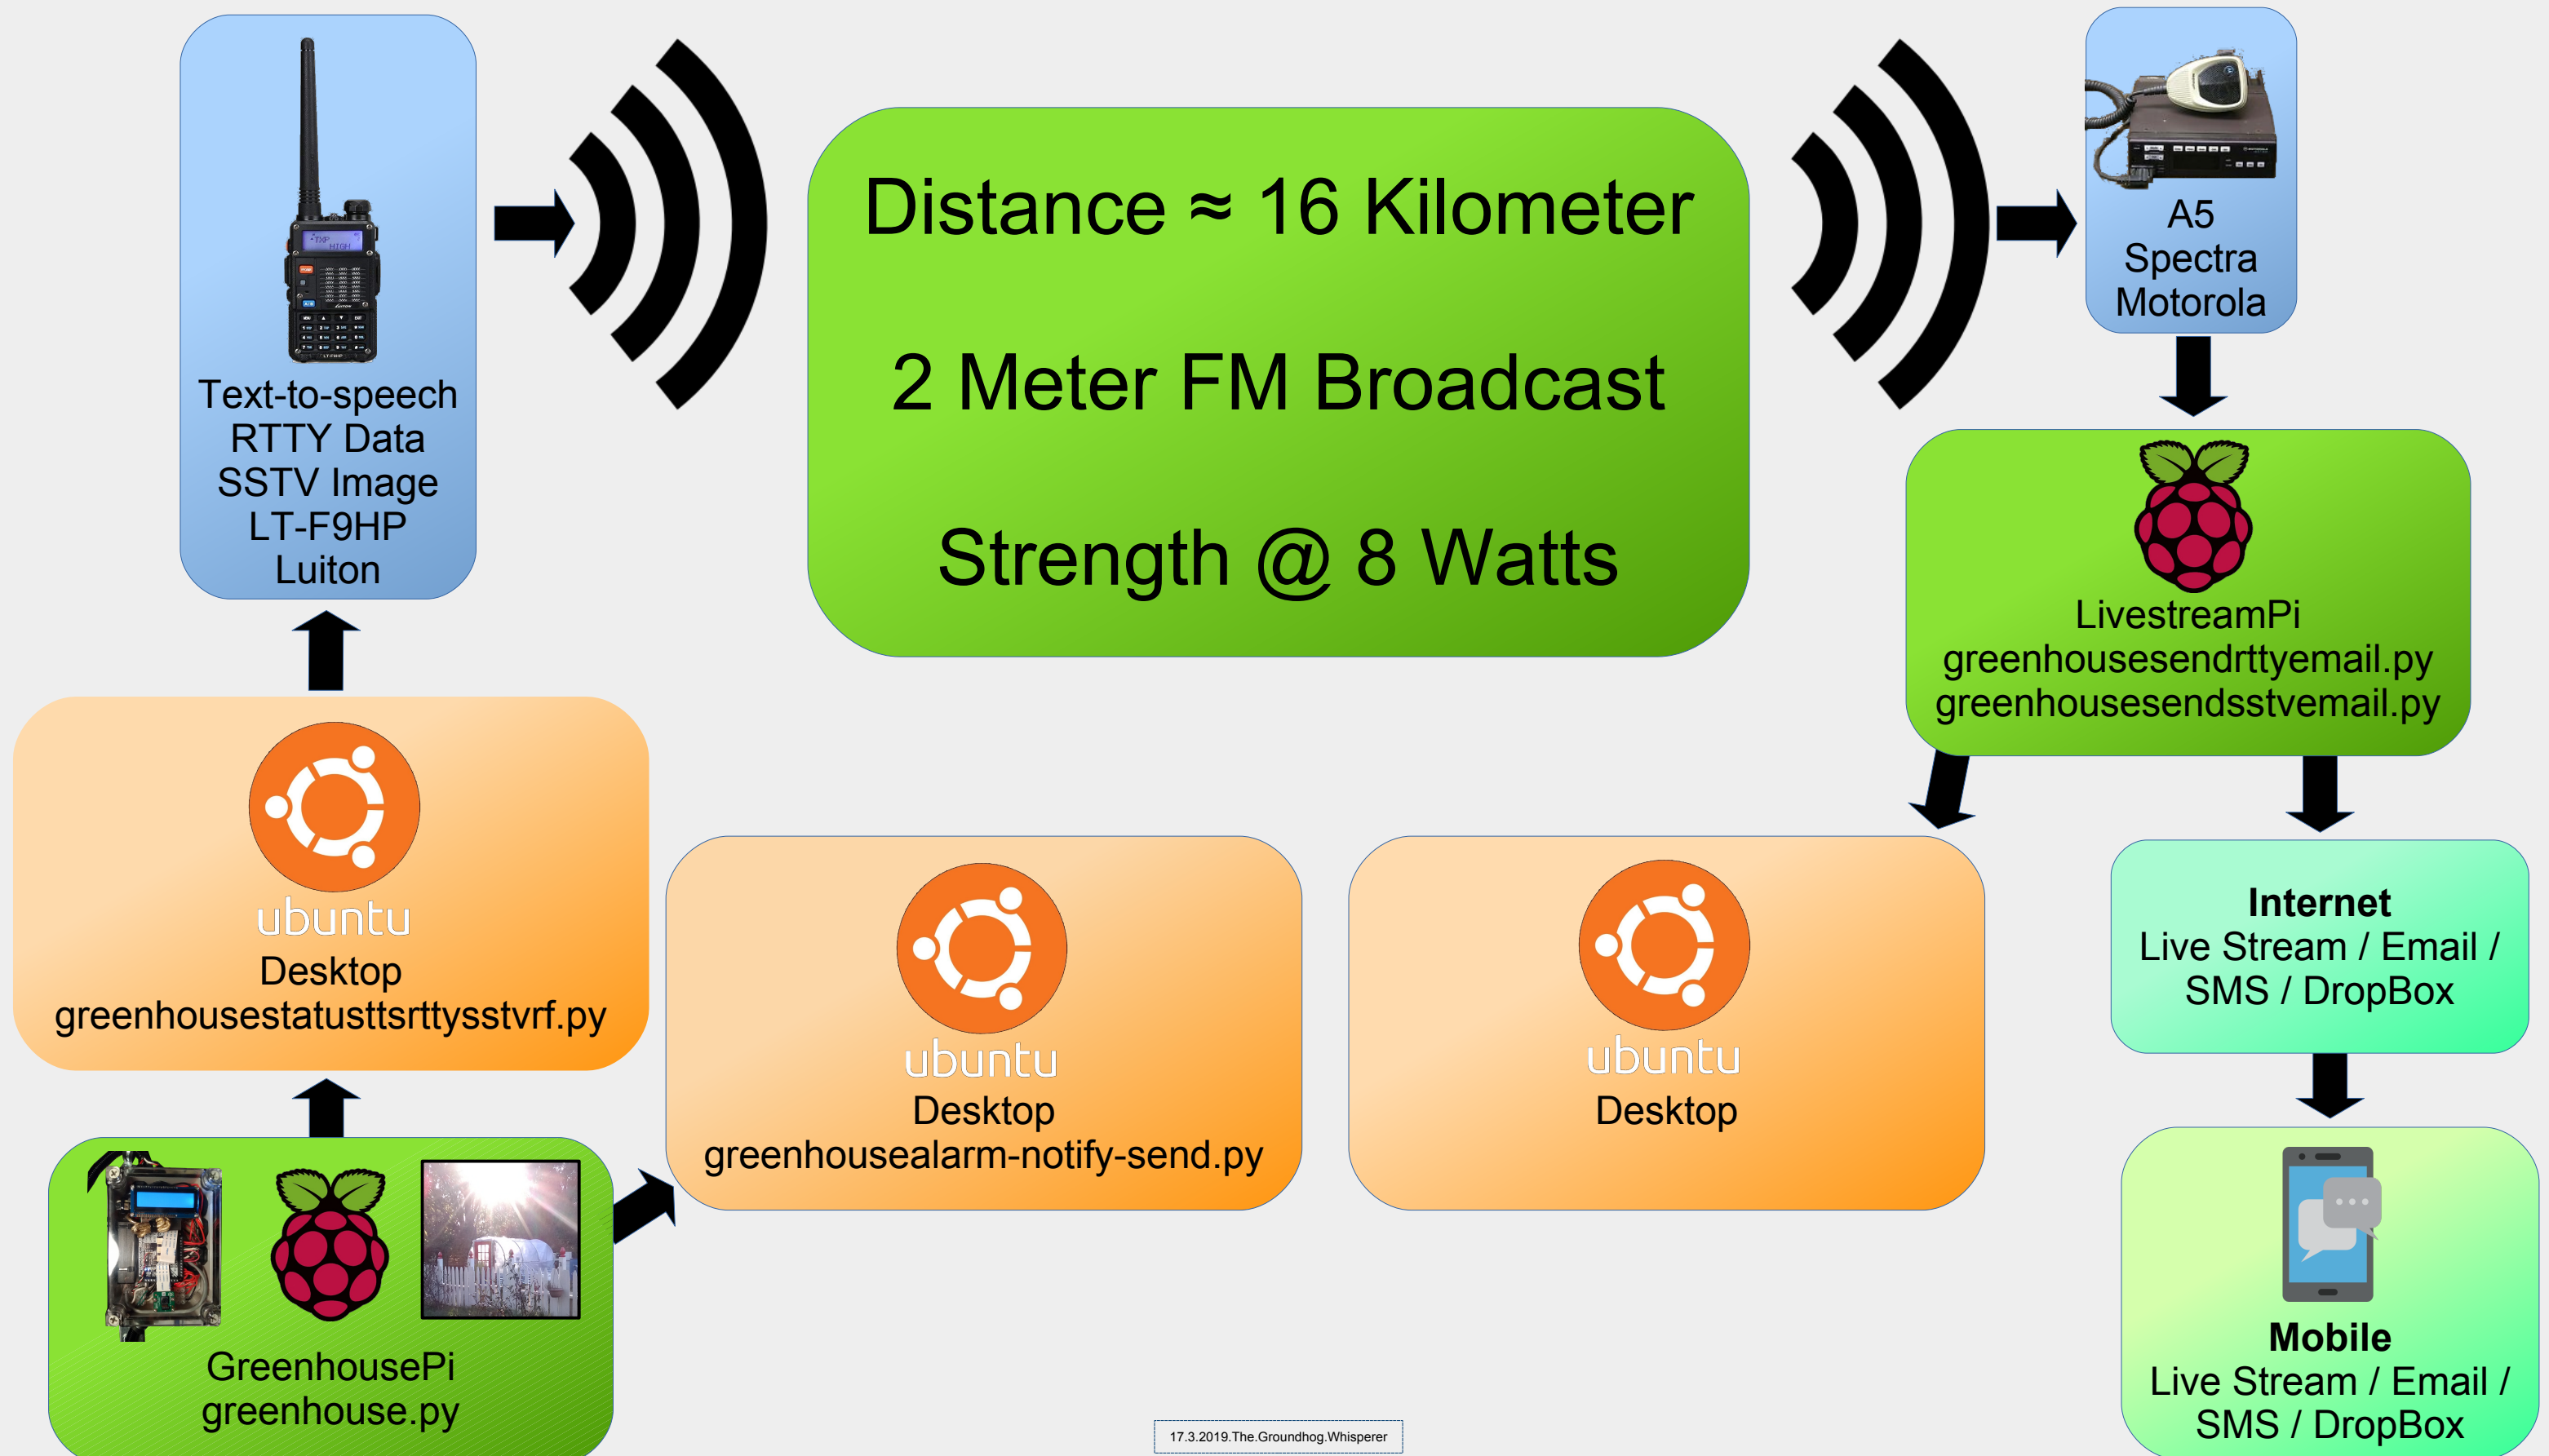 Text-to-speech
RTTY Data
SSTV Image
LT-F9HP
Luiton
Distance ≈ 16 Kilometer
2 Meter FM Broadcast
Strength @ 8 Watts
A5
Spectra
Motorola
LivestreamPi
greenhousesendrttyemail.py
greenhousesendsstvemail.py
ubuntu
Desktop
greenhousestatusttsrttysstvrf.py
ubuntu
Desktop
greenhousealarm-notify-send.py
ubuntu
Desktop
Internet
Live Stream / Email /
SMS / DropBox
GreenhousePi
greenhouse.py
Mobile
Live Stream / Email /
SMS / DropBox
17.3.2019.The.Groundhog.Whisperer